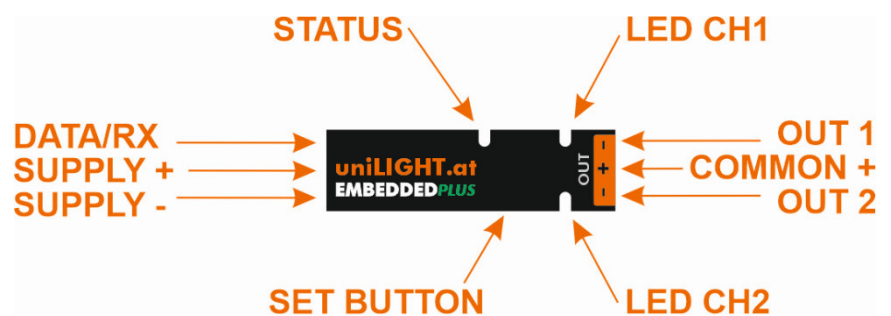 STATUS
LED CH1
DATA/RX
SUPPLY +
SUPPLY -
uniLIGHT.at
EMBEDDEDPLUS
OUT
-
+
-
OUT 1
COMMON +
OUT 2
SET BUTTON
LED CH2